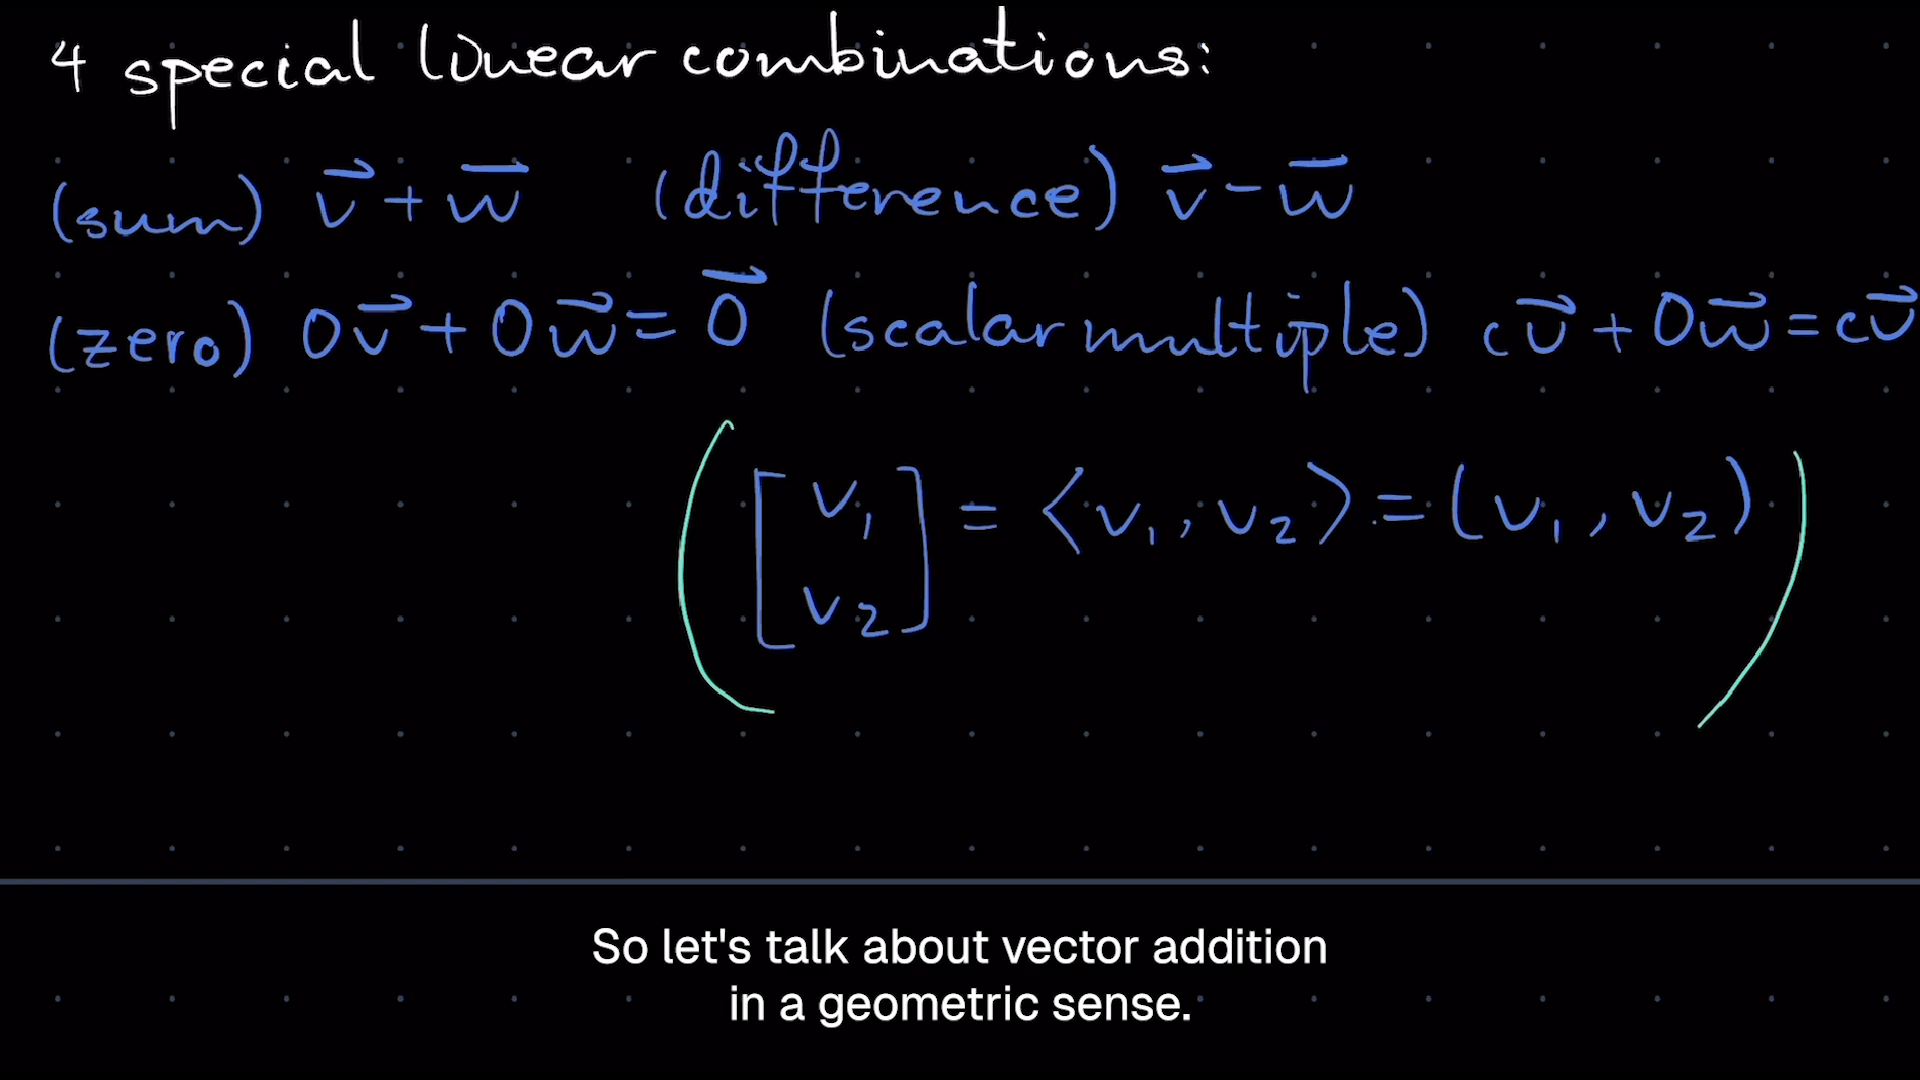 4 special linear combinations:
(sum) v⃗ + w⃗ (difference) v⃗ - w⃗
(zero) 0v⃗ + 0w⃗ = 0⃗ (scalar multiple) cv⃗ + 0w⃗ = cv⃗
( [v₁ v₂] = ⟨v₁, v₂⟩ = (v₁, v₂) )
So let's talk about vector addition
in a geometric sense.